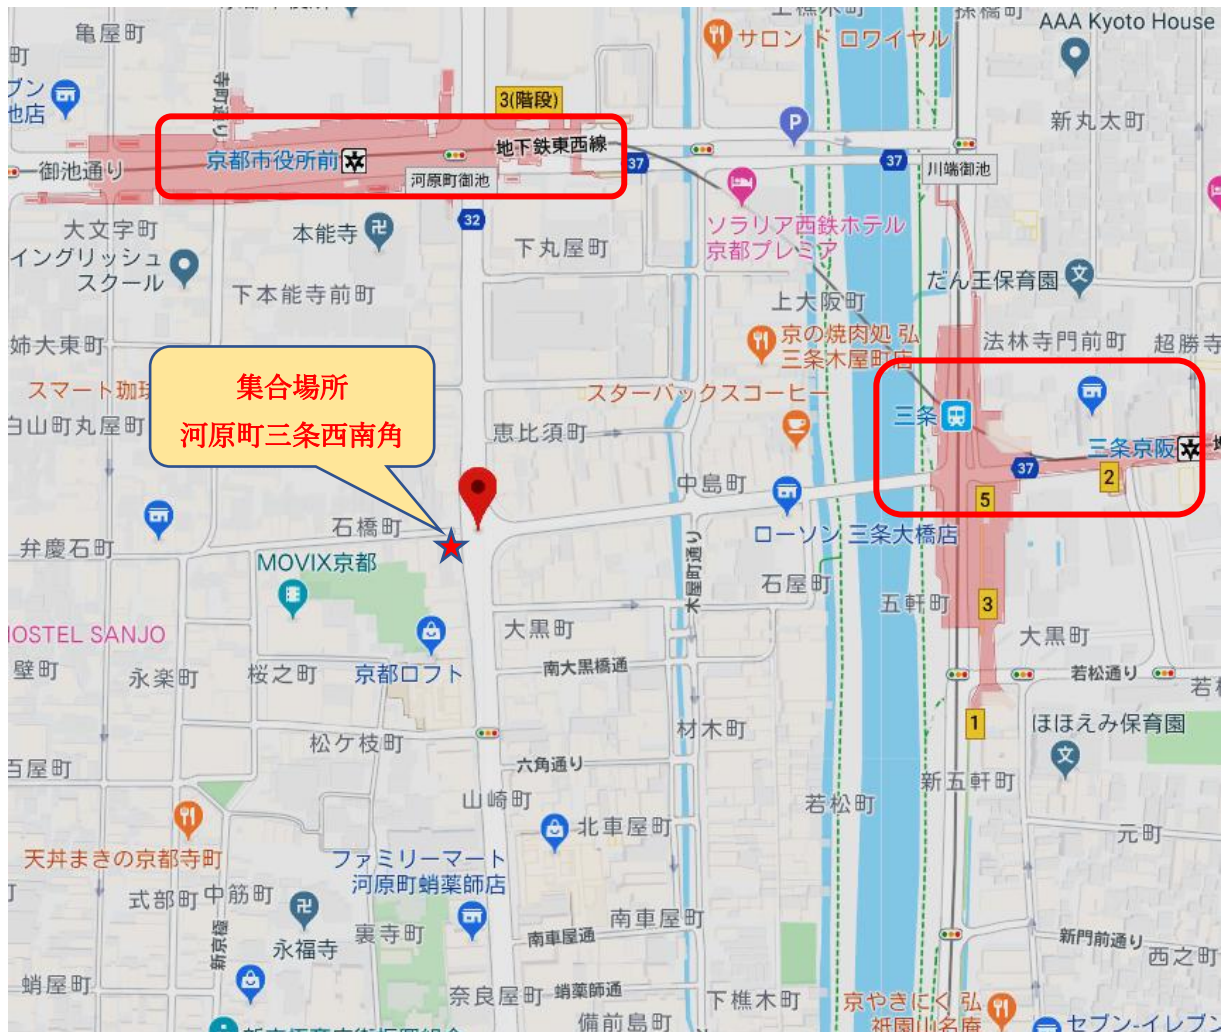 亀屋町
町
ブン
池店
寺町通り
3(階段)
サロン ド ロワイヤル
AAA Kyoto House
新丸太町
P
御池通り
京都市役所前
地下鉄東西線
河原町御池
37
37
川端御池
32
大文字町
本能寺
下丸屋町
ソラリア西鉄ホテル
京都プレミア
イングリッシュ
スクール
下本能寺前町
上大阪町
だん王保育園
文
姉大東町
京の焼肉処 弘
三条木屋町店
法林寺門前町
超勝寺
集合場所
河原町三条西南角
スマート珈琲
スターバックスコーヒー
白山町丸屋町
恵比須町
三条
三条京阪
37
2
5
中島町
石橋町
ローソン 三条大橋店
弁慶石町
MOVIX京都
木屋町通り
石屋町
五軒町
3
HOSTEL SANJO
大黒町
大黒町
壁町
永楽町
桜之町
京都ロフト
南大黒橋通
若松通り
若
松ケ枝町
材木町
1
ほほえみ保育園
文
百屋町
六角通り
山崎町
新五軒町
若松町
北車屋町
元町
天丼まきの京都寺町
ファミリーマート
河原町蛸薬師店
式部町
中筋町
新京極
永福寺
裏寺町
南車屋町
南車屋通
新門前通り
西之町
蛸屋町
奈良屋町
蛸薬師通
下樵木町
備前島町
京やきにく 弘
祇園山名庵
セブン-イレブン